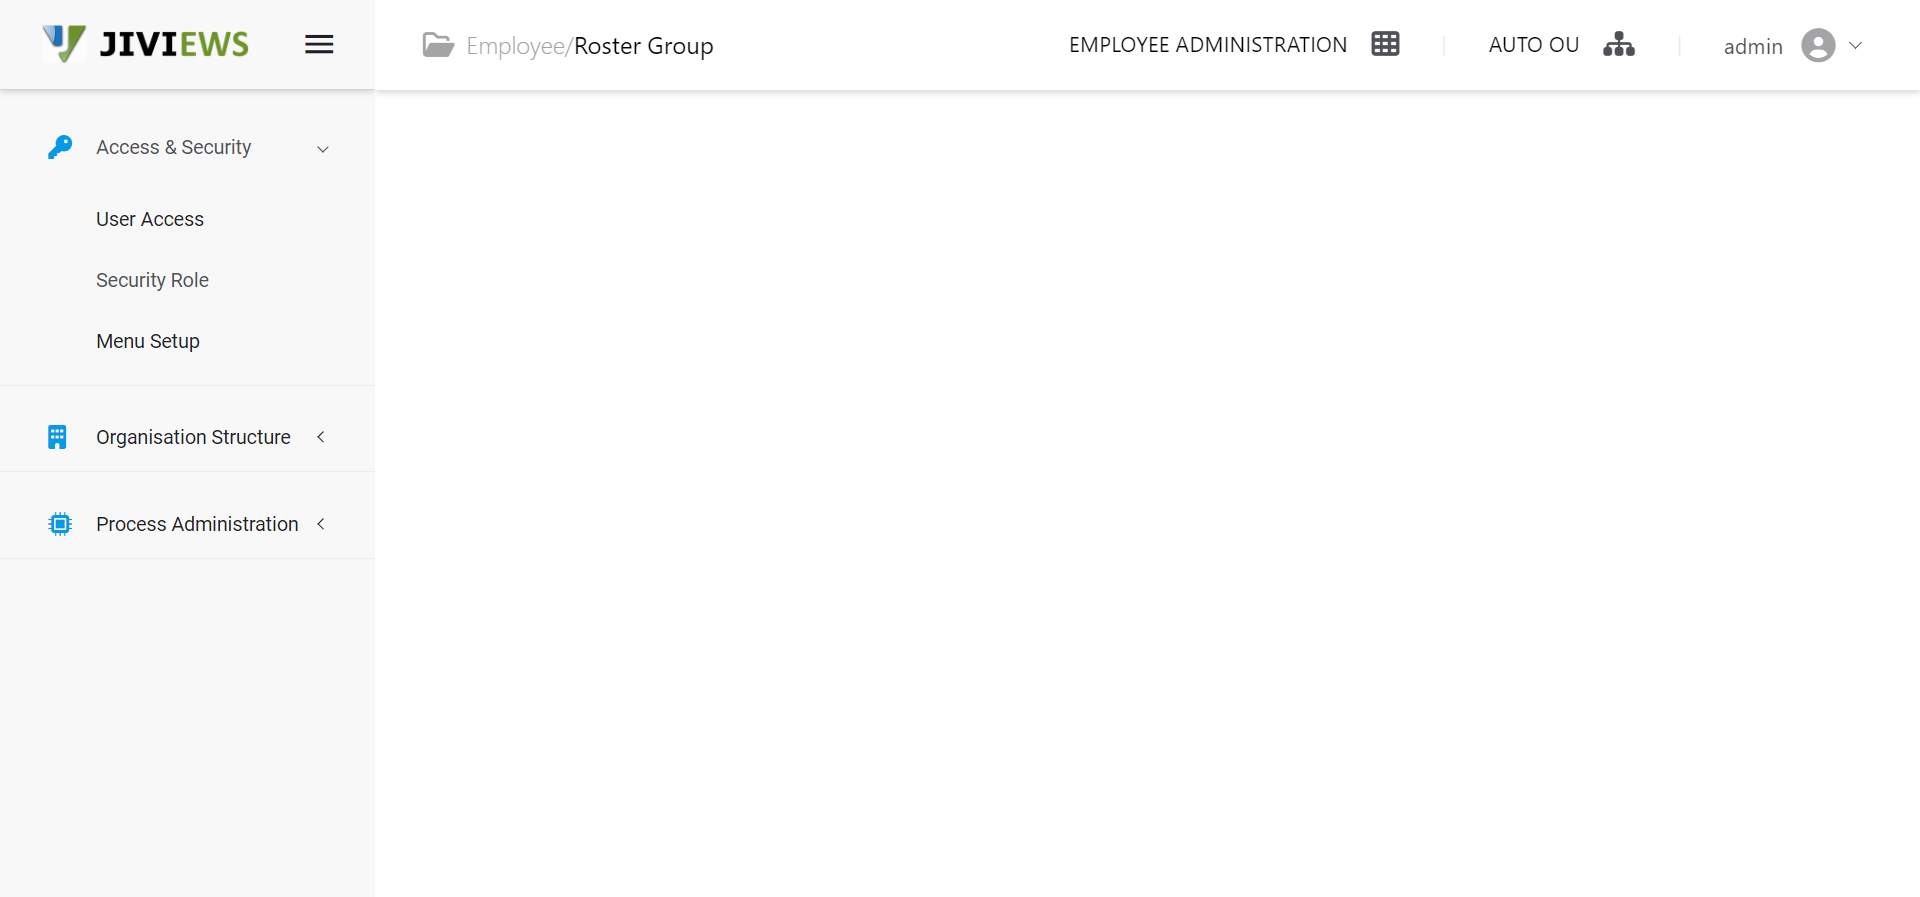 JIVIEWS
Employee/Roster Group
EMPLOYEE ADMINISTRATION
AUTO OU
admin
Access & Security
User Access
Security Role
Menu Setup
Organisation Structure
Process Administration